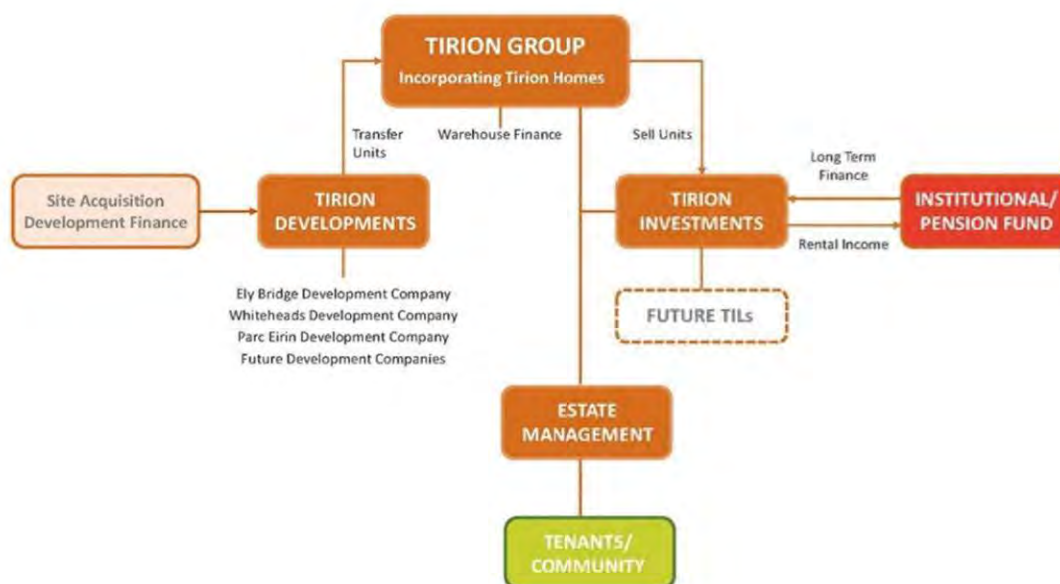 TIRION GROUP
Incorporating Tirion Homes
Transfer
Units
Warehouse Finance
Sell Units
Long Term
Finance
Site Acquisition
Development Finance
TIRION
DEVELOPMENTS
TIRION
INVESTMENTS
INSTITUTIONAL/
PENSION FUND
Rental Income
Ely Bridge Development Company
Whiteheads Development Company
Parc Eirin Development Company
Future Development Companies
FUTURE TILs
ESTATE
MANAGEMENT
TENANTS/
COMMUNITY